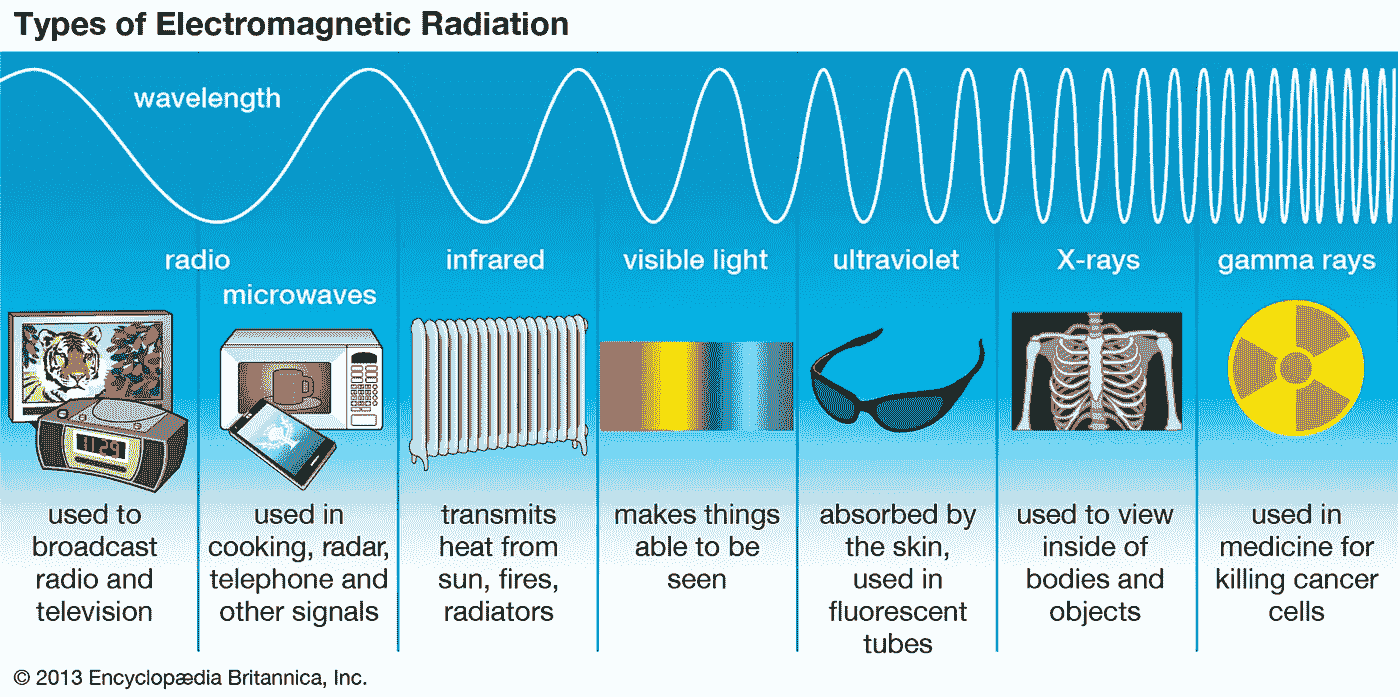 Types of Electromagnetic Radiation
wavelength
radio
microwaves
infrared
visible light
ultraviolet
X-rays
gamma rays
11:29
used to
broadcast
radio and
television
used in
cooking, radar,
telephone and
other signals
transmits
heat from
sun, fires,
radiators
makes things
able to be
seen
absorbed by
the skin,
used in
fluorescent
tubes
used to view
inside of
bodies and
objects
used in
medicine for
killing cancer
cells
© 2013 Encyclopædia Britannica, Inc.